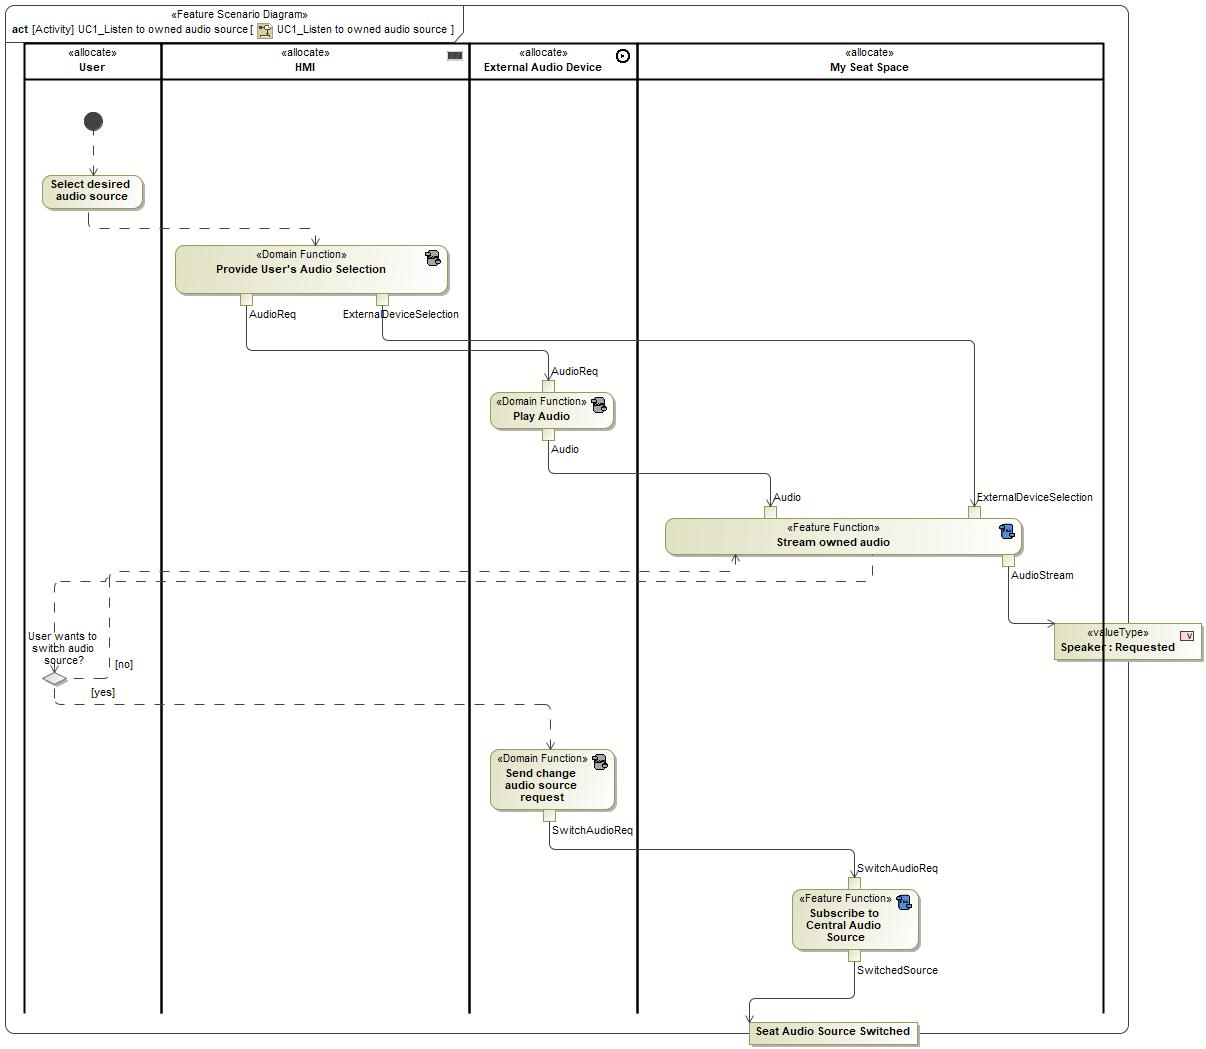 «Feature Scenario Diagram»
act [Activity] UC1_Listen to owned audio source [ UC1_Listen to owned audio source ]
«allocate»
User
«allocate»
HMI
«allocate»
External Audio Device
«allocate»
My Seat Space
Select desired
audio source
«Domain Function»
Provide User's Audio Selection
AudioReq
ExternalDeviceSelection
AudioReq
«Domain Function»
Play Audio
Audio
Audio
ExternalDeviceSelection
«Feature Function»
Stream owned audio
AudioStream
«valueType»
Speaker : Requested
V
User wants to
switch audio
source?
[no]
[yes]
«Domain Function»
Send change
audio source
request
SwitchAudioReq
SwitchAudioReq
«Feature Function»
Subscribe to
Central Audio
Source
SwitchedSource
Seat Audio Source Switched